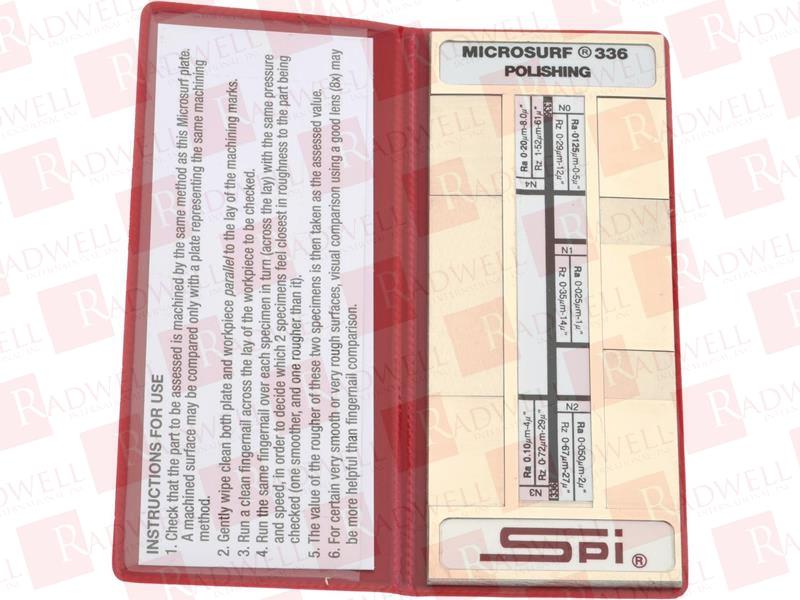 INSTRUCTIONS FOR USE
1. Check that the part to be assessed is machined by the same method as this Microsurf plate.
A machined surface may be compared only with a plate representing the same machining
method.
2. Gently wipe clean both plate and workpiece parallel to the lay of the machining marks.
3. Run a clean fingernail across the lay of the workpiece to be checked.
4. Run the same fingernail over each specimen in turn (across the lay) with the same pressure
and speed, in order to decide which 2 specimens feel closest in roughness to the part being
checked (one smoother, and one rougher than it).
5. The value of the rougher of these two specimens is then taken as the assessed value.
6. For certain very smooth or very rough surfaces, visual comparison using a good lens (8x) may
be more helpful than fingernail comparison.
MICROSURF ® 336
POLISHING
N0
Ra 0·0125µm-0·5µ"
Rz 0·29µm-12µ"
336
Rz 1·52µm-61µ"
Ra 0·20µm-8.0µ"
N4
N1
Ra 0·025µm-1µ"
Rz 0·35µm-14µ"
N2
Ra 0·050µm-2µ"
Rz 0·67µm-27µ"
336
Rz 0·72µm-29µ"
Ra 0.10µm-4µ"
N3
Spi ®
RADWELL
INTERNATIONAL, INC.